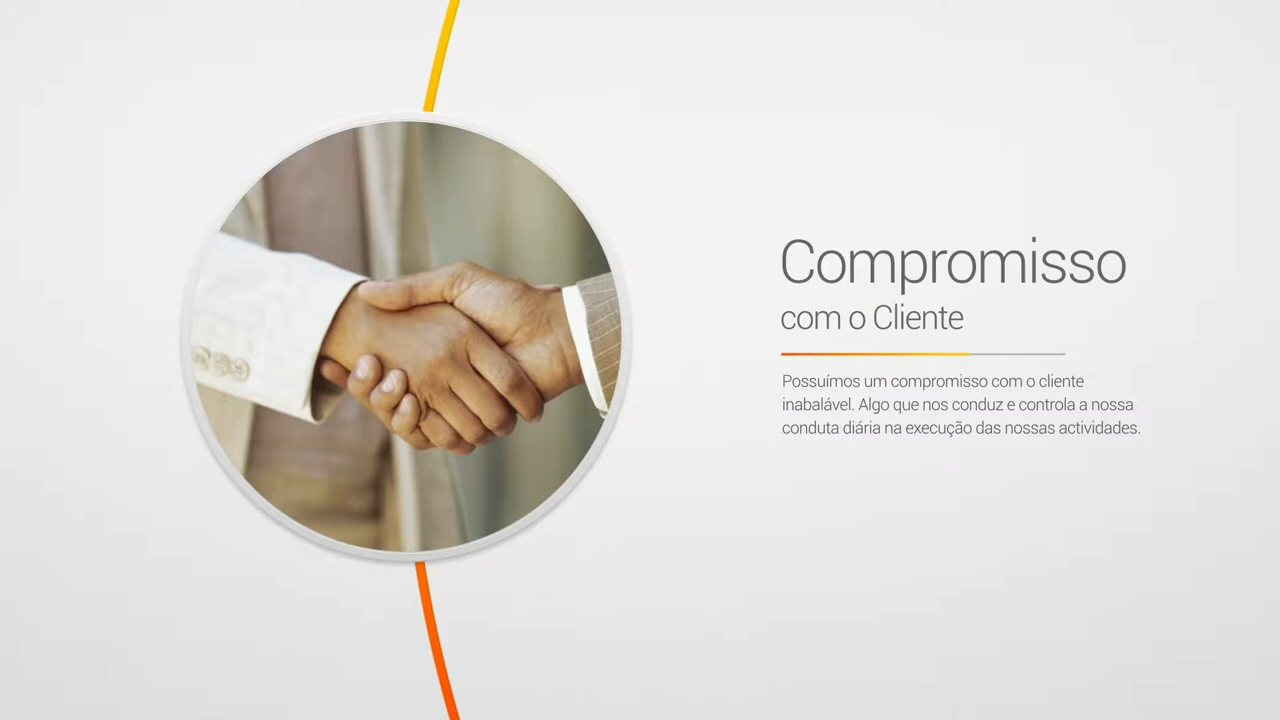 Compromisso
com o Cliente
Possuímos um compromisso com o cliente
inabalável. Algo que nos conduz e controla a nossa
conduta diária na execução das nossas actividades.